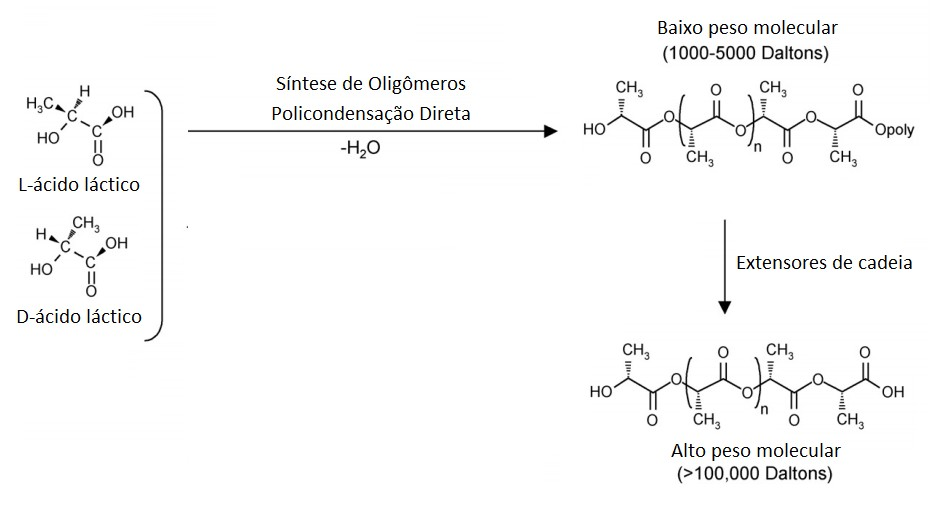 Baixo peso molecular
(1000-5000 Daltons)
Síntese de Oligômeros
Policondensação Direta
-H₂O
H₃C
H
C
OH
HO
C
O
L-ácido láctico
CH₃
H
C
OH
HO
C
O
D-ácido láctico
CH₃
O
CH₃
O
HO
O
O
O
Opoly
n
O
CH₃
O
CH₃
Extensores de cadeia
CH₃
O
CH₃
O
HO
O
O
O
OH
n
O
CH₃
O
CH₃
Alto peso molecular
(>100,000 Daltons)